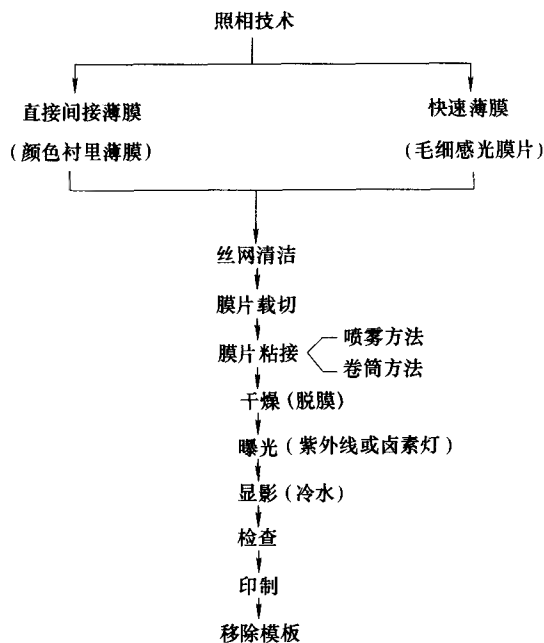 照相技术
直接间接薄膜
(颜色衬里薄膜)
快速薄膜
(毛细感光膜片)
丝网清洁
膜片载切
膜片粘接
喷雾方法
卷筒方法
干燥(脱膜)
曝光(紫外线或卤素灯)
显影(冷水)
检查
印制
移除模板